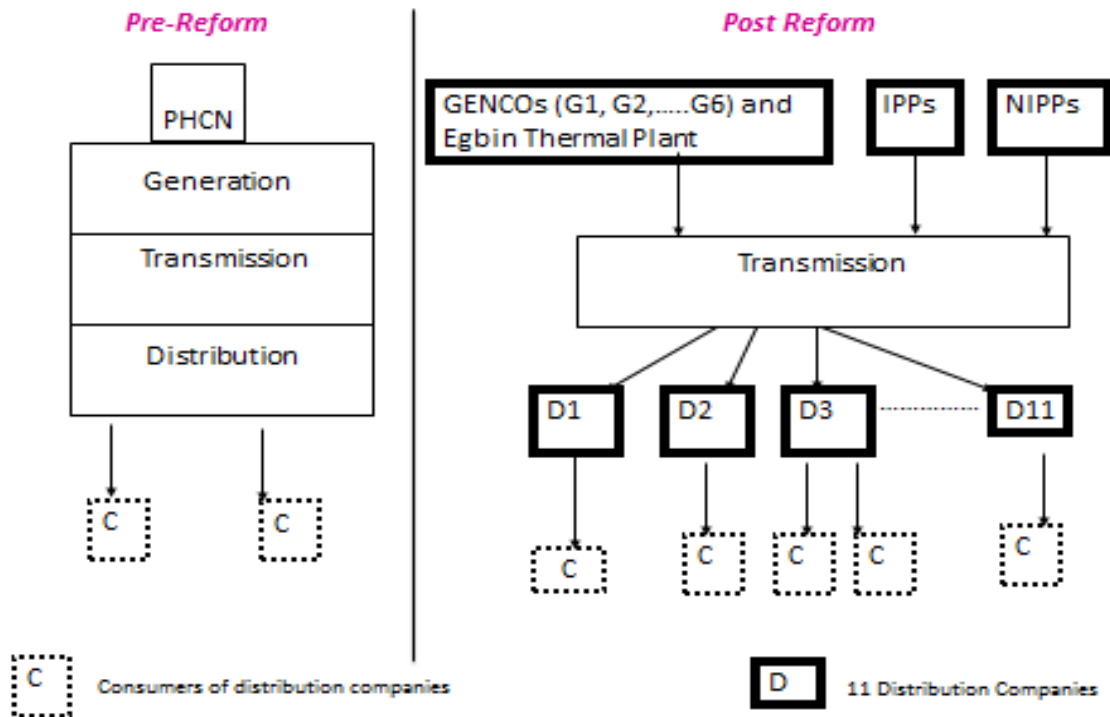 Pre-Reform
PHCN
Generation
Transmission
Distribution
C
C
Post Reform
GENCOs (G1, G2,.....G6) and
Egbin Thermal Plant
IPPs
NIPPs
Transmission
D1
D2
D3
D11
C
C
C
C
C
C
Consumers of distribution companies
D
11 Distribution Companies